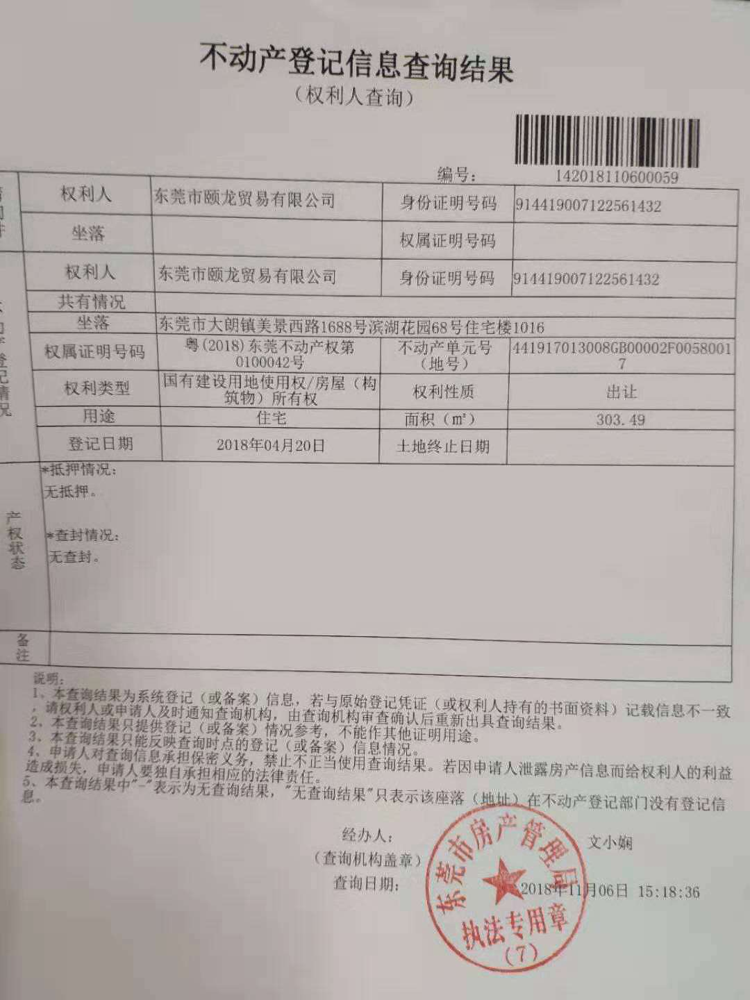 不动产登记信息查询结果
（权利人查询）
编号： 142018110600059
权利人 东莞市颐龙贸易有限公司 身份证明号码 914419007122561432
坐落 权属证明号码
权利人 东莞市颐龙贸易有限公司 身份证明号码 914419007122561432
共有情况
坐落 东莞市大朗镇美景西路1688号滨湖花园68号住宅楼1016
权属证明号码 粤(2018)东莞不动产权第 不动产单元号 441917013008GB00002F0058001
0100042号 （地号） 7
权利类型 国有建设用地使用权/房屋（构 权利性质 出让
筑物）所有权
用途 住宅 面积（㎡） 303.49
登记日期 2018年04月20日 土地终止日期
登记情况
产权状态
*抵押情况：
无抵押。
*查封情况：
无查封。
备注
说明：
1、本查询结果为系统登记（或备案）信息，若与原始登记凭证（或权利人持有的书面资料）记载信息不一致
，请权利人或申请人及时通知查询机构，由查询机构审查确认后重新出具查询结果。
2、本查询结果只提供登记（或备案）情况参考，不能作其他证明用途。
3、本查询结果只能反映查询时点的登记（或备案）信息情况。
4、申请人对查询信息承担保密义务，禁止不正当使用查询结果。若因申请人泄露房产信息而给权利人的利益
造成损失，申请人要独自承担相应的法律责任。
5、本查询结果中"-"表示为无查询结果，"无查询结果"只表示该座落（地址）在不动产登记部门没有登记信
息。
经办人： 文小娴
（查询机构盖章）
查询日期： 2018年11月06日 15:18:36
东莞市房产管理局
执法专用章
(7)